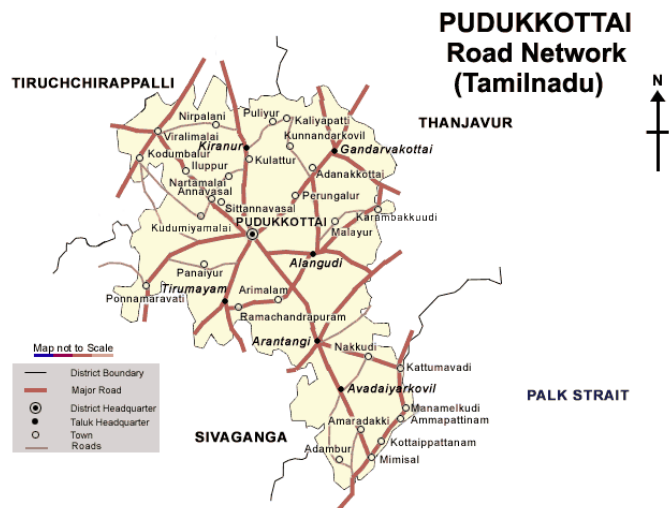 PUDUKKOTTAI
Road Network
(Tamilnadu)
N
TIRUCHCHIRAPPALLI
THANJAVUR
Puliyur
Nirpalani
Kaliyapatti
Viralimalai
Kiranur
Kunnandarkovil
Gandarvakottai
Kodumbalur
Iluppur
Kulattur
Adanakkottai
Nartamalai
Annavasal
Sittannavasal
Perungalur
Kudumiyamalai
PUDUKKOTTAI
Karambakkuudi
Malayur
Panaiyur
Alangudi
Tirumayam
Arimalam
Ponnamaravati
Ramachandrapuram
Arantangi
Nakkudi
Kattumavadi
Avadaiyarkovil
PALK STRAIT
Manamelkudi
Amaradakki
Ammapattinam
SIVAGANGA
Kottaippattanam
Adambur
Mimisal
Map not to Scale
District Boundary
Major Road
District Headquarter
Taluk Headquarter
Town
Roads